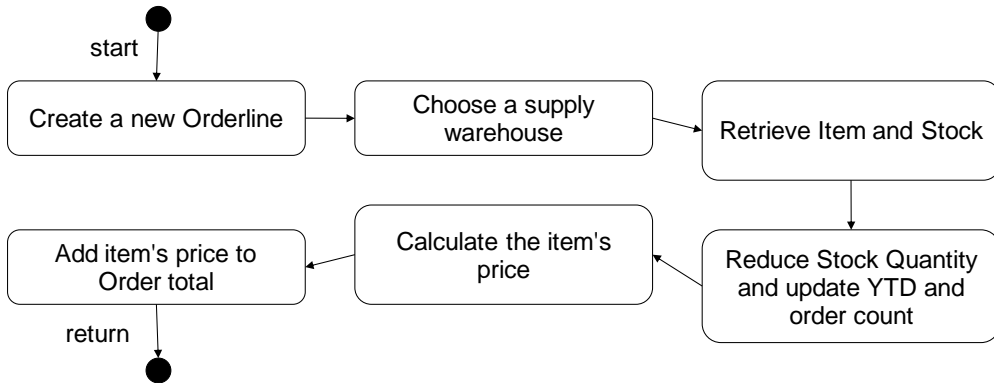 start
Create a new Orderline
Choose a supply
warehouse
Retrieve Item and Stock
Reduce Stock Quantity
and update YTD and
order count
Calculate the item's
price
Add item's price to
Order total
return